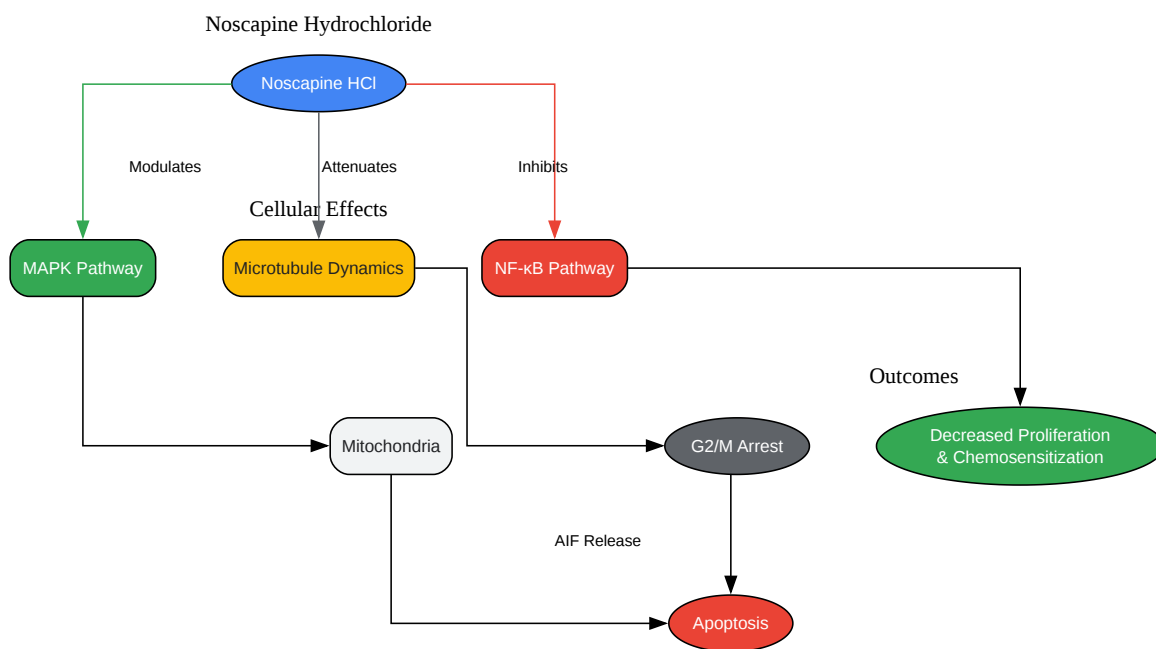 Noscapine Hydrochloride
Noscapine HCl
Modulates
Attenuates
Inhibits
Cellular Effects
MAPK Pathway
Microtubule Dynamics
NF-κB Pathway
Outcomes
Mitochondria
G2/M Arrest
Decreased Proliferation
& Chemosensitization
AIF Release
Apoptosis